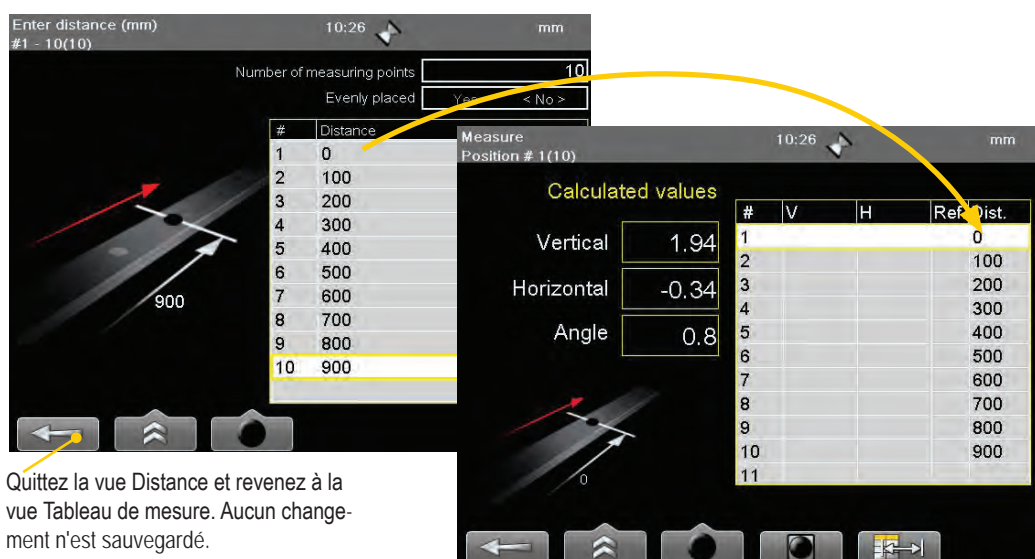 Enter distance (mm)
#1 - 10(10)
10:26
mm
Number of measuring points 10
Evenly placed Yes < No >
# Distance
1 0
2 100
3 200
4 300
5 400
6 500
7 600
8 700
9 800
10 900
900
Quittez la vue Distance et revenez à la
vue Tableau de mesure. Aucun change-
ment n'est sauvegardé.
Measure
Position # 1(10)
10:26
mm
Calculated values
Vertical 1.94
Horizontal -0.34
Angle 0.8
# V H Ref Dist.
1 0
2 100
3 200
4 300
5 400
6 500
7 600
8 700
9 800
10 900
11
0